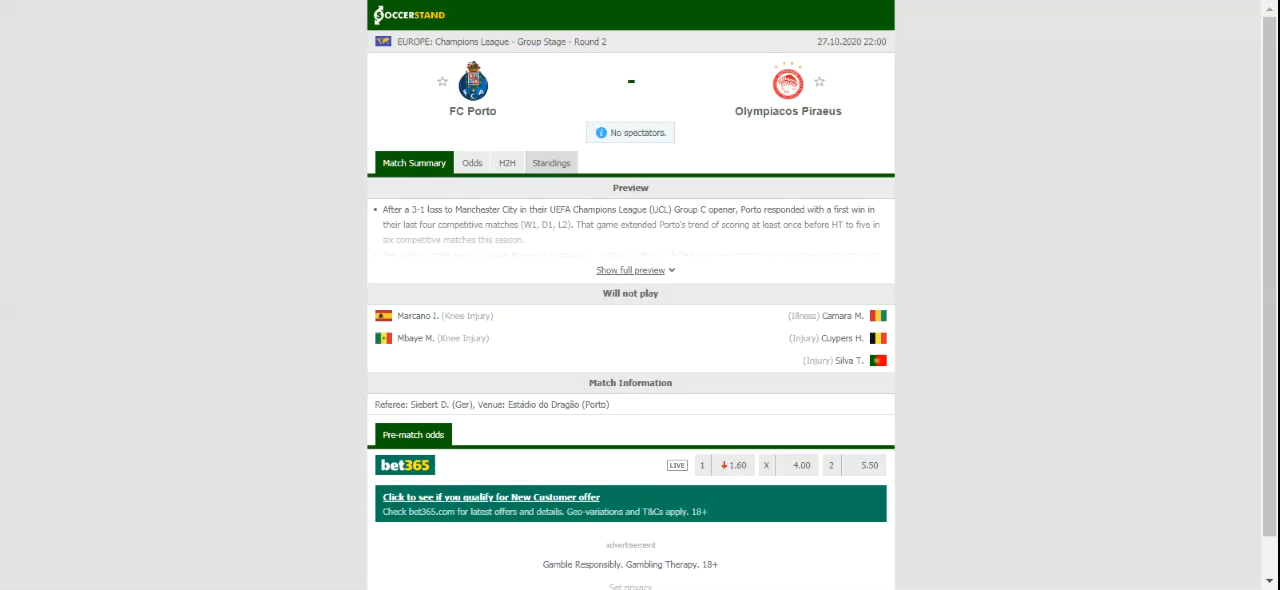 SOCCERSTAND
EUROPE: Champions League - Group Stage - Round 2 27.10.2020 22:00
-
FC Porto Olympiacos Piraeus
No spectators.
Match Summary Odds H2H Standings
Preview
• After a 3-1 loss to Manchester City in their UEFA Champions League (UCL) Group C opener, Porto responded with a first win in
their last four competitive matches (W1, D1, L2). That game extended Porto's trend of scoring at least once before HT to five in
six competitive matches this season.
Show full preview
Will not play
Marcano I. (Knee Injury) (Illness) Camara M.
Mbaye M. (Knee Injury) (Injury) Cuypers H.
(Injury) Silva T.
Match Information
Referee: Siebert D. (Ger), Venue: Estádio do Dragão (Porto)
Pre-match odds
bet365 LIVE 1 1.60 X 4.00 2 5.50
Click to see if you qualify for New Customer offer
Check bet365.com for latest offers and details. Geo-variations and T&Cs apply. 18+
advertisement
Gamble Responsibly. Gambling Therapy. 18+
Set privacy